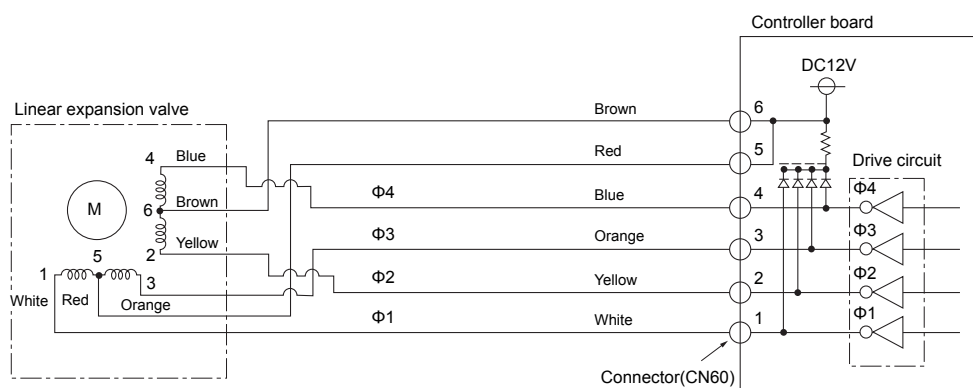 Controller board
DC12V
Linear expansion valve
Brown
6
4
Blue
Red
5
Drive circuit
M
6
Brown
Φ4
Blue
4
Φ4
2
Yellow
Φ3
Orange
3
Φ3
1
5
3
Φ2
Yellow
2
Φ2
White
Red
Orange
Φ1
White
1
Φ1
Connector(CN60)